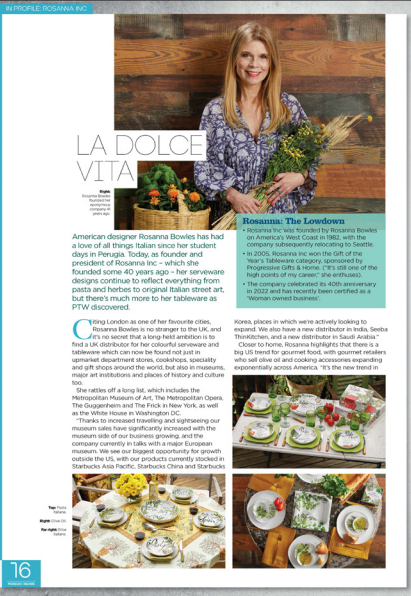 IN PROFILE: ROSANNA INC
LA DOLCE
VITA
Right:
Rosanna Bowles
founded her
eponymous
company 41
years ago.
American designer Rosanna Bowles has had
a love of all things Italian since her student
days in Perugia. Today, as founder and
president of Rosanna Inc – which she
founded some 40 years ago – her serveware
designs continue to reflect everything from
pasta and herbes to original Italian street art,
but there's much more to her tableware as
PTW discovered.
Rosanna: The Lowdown
• Rosanna Inc was founded by Rosanna Bowles
on America's West Coast in 1982, with the
company subsequently relocating to Seattle.
• In 2005, Rosanna Inc won the Gift of the
Year's Tableware category, sponsored by
Progressive Gifts & Home. ("It's still one of the
high points of my career," she enthuses).
• The company celebrated its 40th anniversary
in 2022 and has recently been certified as a
'Woman owned business'.
Citing London as one of her favourite cities,
Rosanna Bowles is no stranger to the UK, and
it's no secret that a long-held ambition is to
find a UK distributor for her colourful serveware and
tableware which can now be found not just in
upmarket department stores, cookshops, speciality
and gift shops around the world, but also in museums,
major art institutions and places of history and culture
too.
She rattles off a long list, which includes the
Metropolitan Museum of Art, The Metropolitan Opera,
The Guggenheim and The Frick in New York, as well
as the White House in Washington DC.
"Thanks to increased travelling and sightseeing our
museum sales have significantly increased with the
museum side of our business growing, and the
company currently in talks with a major European
museum. We see our biggest opportunity for growth
outside the US, with our products currently stocked in
Starbucks Asia Pacific, Starbucks China and Starbucks
Korea, places in which we're actively looking to
expand. We also have a new distributor in India, Seeba
ThinKitchen, and a new distributor in Saudi Arabia."
Closer to home, Rosanna highlights that there is a
big US trend for gourmet food, with gourmet retailers
who sell olive oil and cooking accessories expanding
exponentially across America. "It's the new trend in
Top: Pasta
Italiana.
Right: Olive Oil.
Far right: Erbe
Italiano.
16